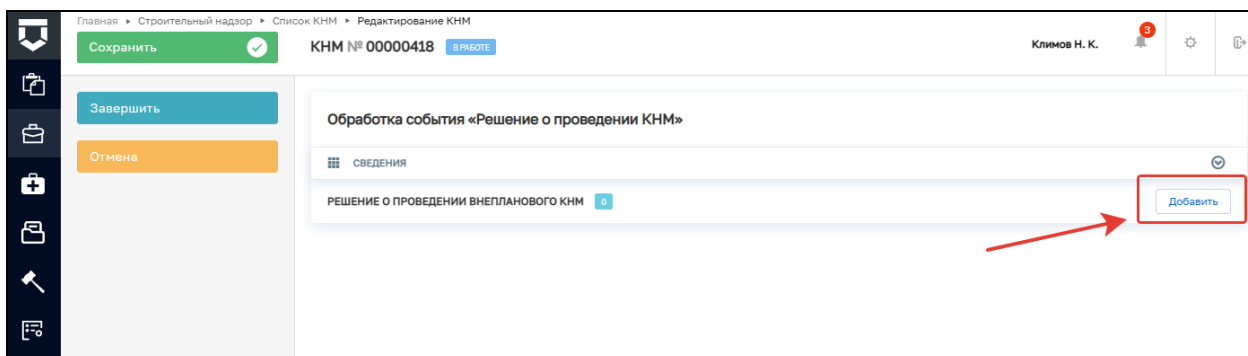 Главная ▸ Строительный надзор ▸ Список КНМ ▸ Редактирование КНМ
Сохранить
КНМ № 00000418 В РАБОТЕ
Климов Н. К.
3
Завершить
Обработка события «Решение о проведении КНМ»
Отмена
СВЕДЕНИЯ
РЕШЕНИЕ О ПРОВЕДЕНИИ ВНЕПЛАНОВОГО КНМ 0
Добавить